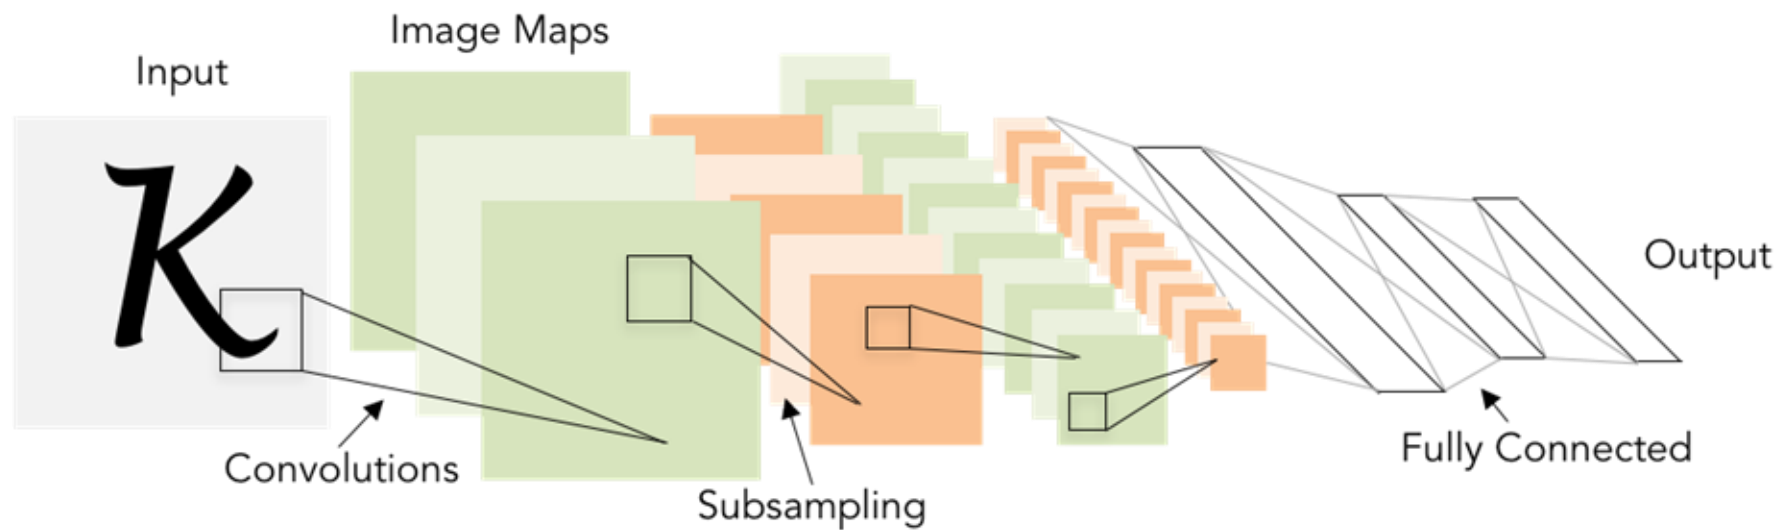 Image Maps
Input
K
Output
Convolutions
Fully Connected
Subsampling